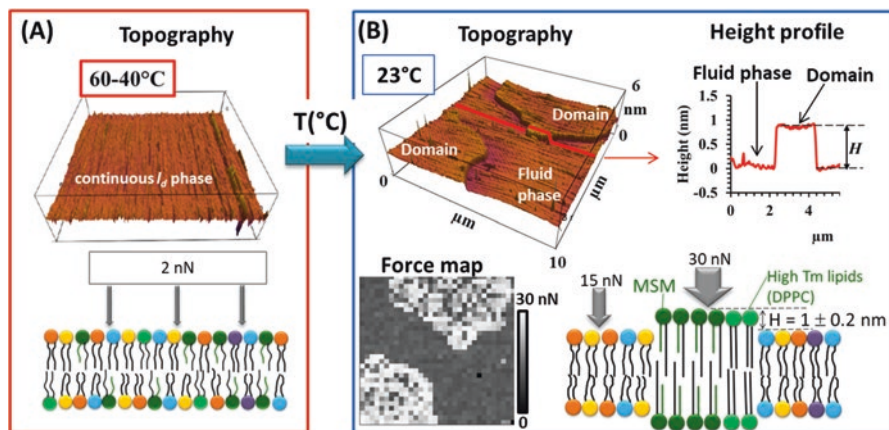 (A)
Topography
60-40°C
continuous l_d phase
2 nN
T(°C)
(B)
Topography
23°C
6
nm
0
Domain
Domain
Fluid
phase
0
µm
µm
10
Height profile
Fluid phase
Domain
Height (nm)
1.5
1
0.5
0
-0.5
H
0
2
4
µm
Force map
30 nN
0
15 nN
30 nN
MSM
High Tm lipids
(DPPC)
H = 1 ± 0.2 nm